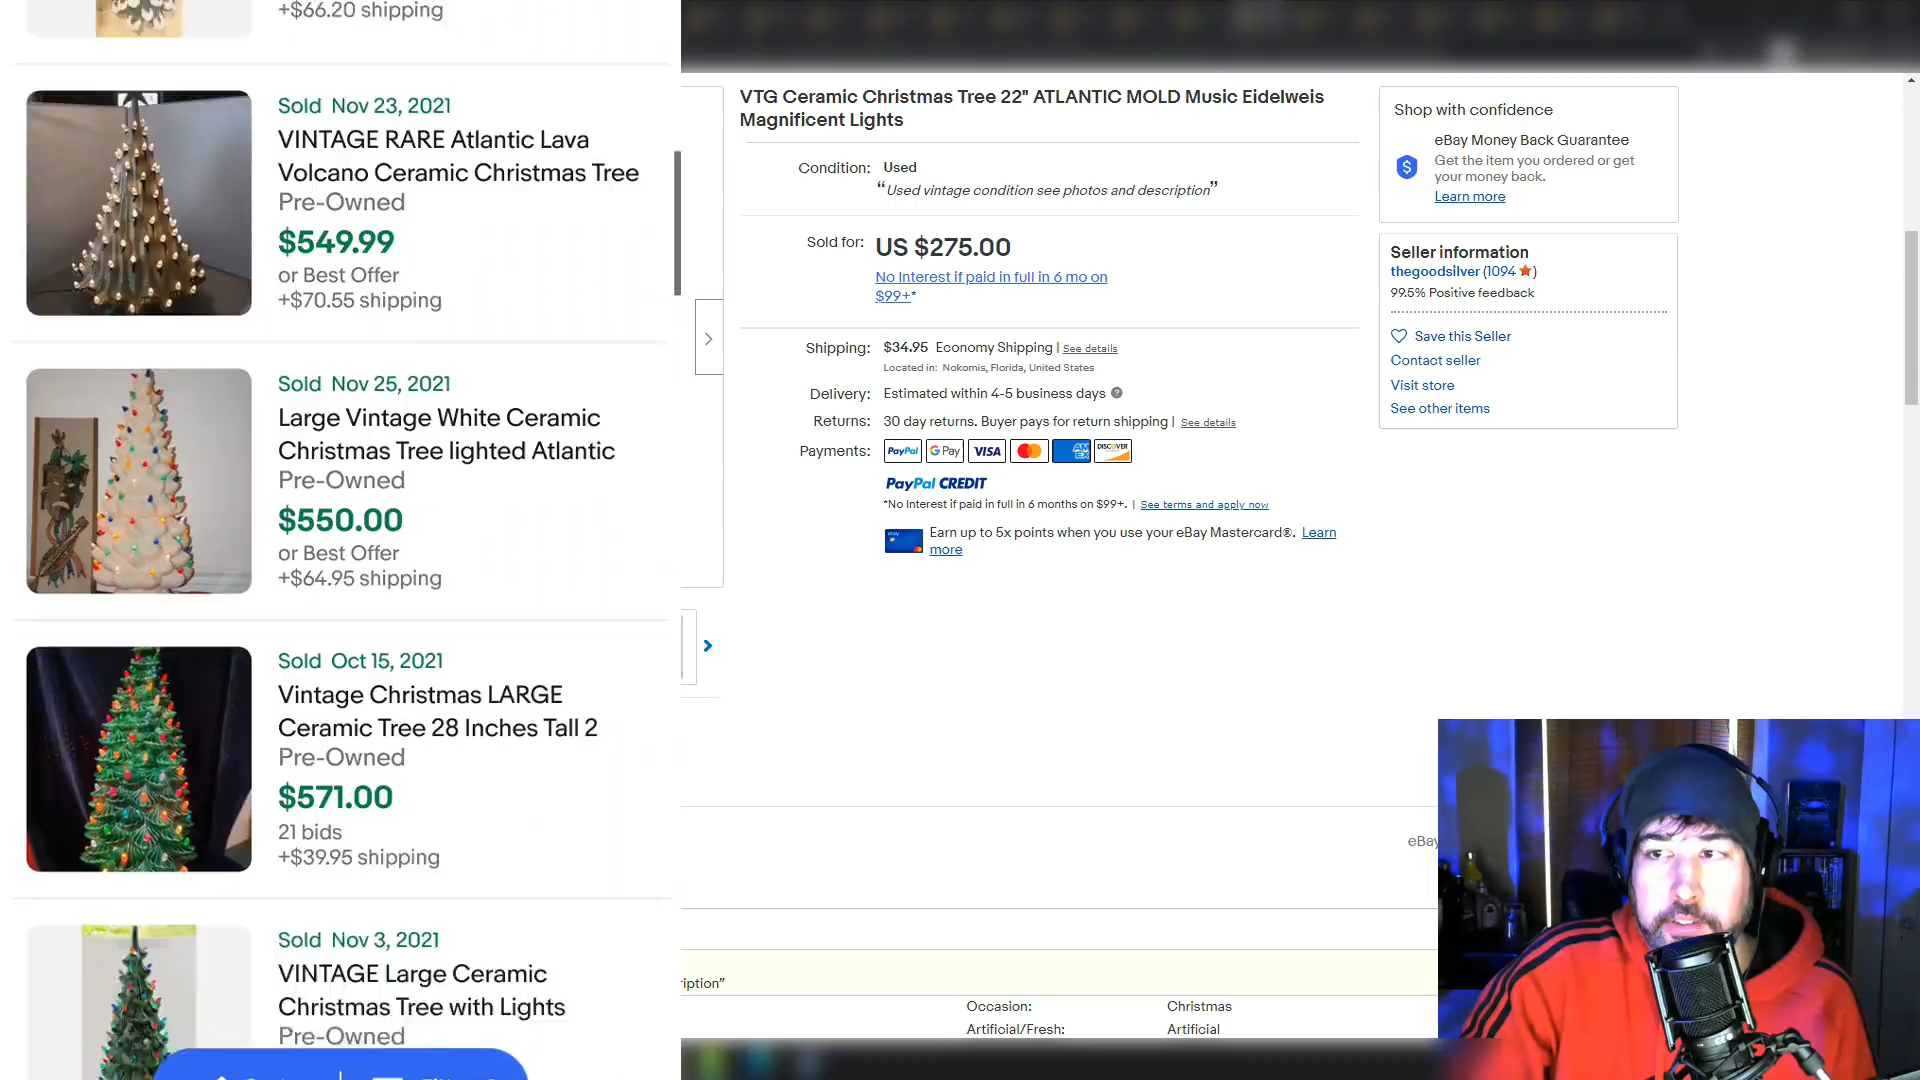 +$66.20 shipping
Sold Nov 23, 2021
VINTAGE RARE Atlantic Lava
Volcano Ceramic Christmas Tree
Pre-Owned
$549.99
or Best Offer
+$70.55 shipping
Sold Nov 25, 2021
Large Vintage White Ceramic
Christmas Tree lighted Atlantic
Pre-Owned
$550.00
or Best Offer
+$64.95 shipping
Sold Oct 15, 2021
Vintage Christmas LARGE
Ceramic Tree 28 Inches Tall 2
Pre-Owned
$571.00
21 bids
+$39.95 shipping
Sold Nov 3, 2021
VINTAGE Large Ceramic
Christmas Tree with Lights
Pre-Owned
VTG Ceramic Christmas Tree 22" ATLANTIC MOLD Music Eidelweis
Magnificent Lights
Condition: Used
“Used vintage condition see photos and description”
Sold for: US $275.00
No Interest if paid in full in 6 mo on
$99+*
Shipping: $34.95 Economy Shipping | See details
Located in: Nokomis, Florida, United States
Delivery: Estimated within 4-5 business days ?
Returns: 30 day returns. Buyer pays for return shipping | See details
Payments: PayPal G Pay VISA AM EX DISCOVER
PayPal CREDIT
*No Interest if paid in full in 6 months on $99+. | See terms and apply now
Earn up to 5x points when you use your eBay Mastercard®. Learn
more
Shop with confidence
eBay Money Back Guarantee
$ Get the item you ordered or get
your money back.
Learn more
Seller information
thegoodsilver (1094)
99.5% Positive feedback
Save this Seller
Contact seller
Visit store
See other items
eBay
ription”
Occasion: Christmas
Artificial/Fresh: Artificial